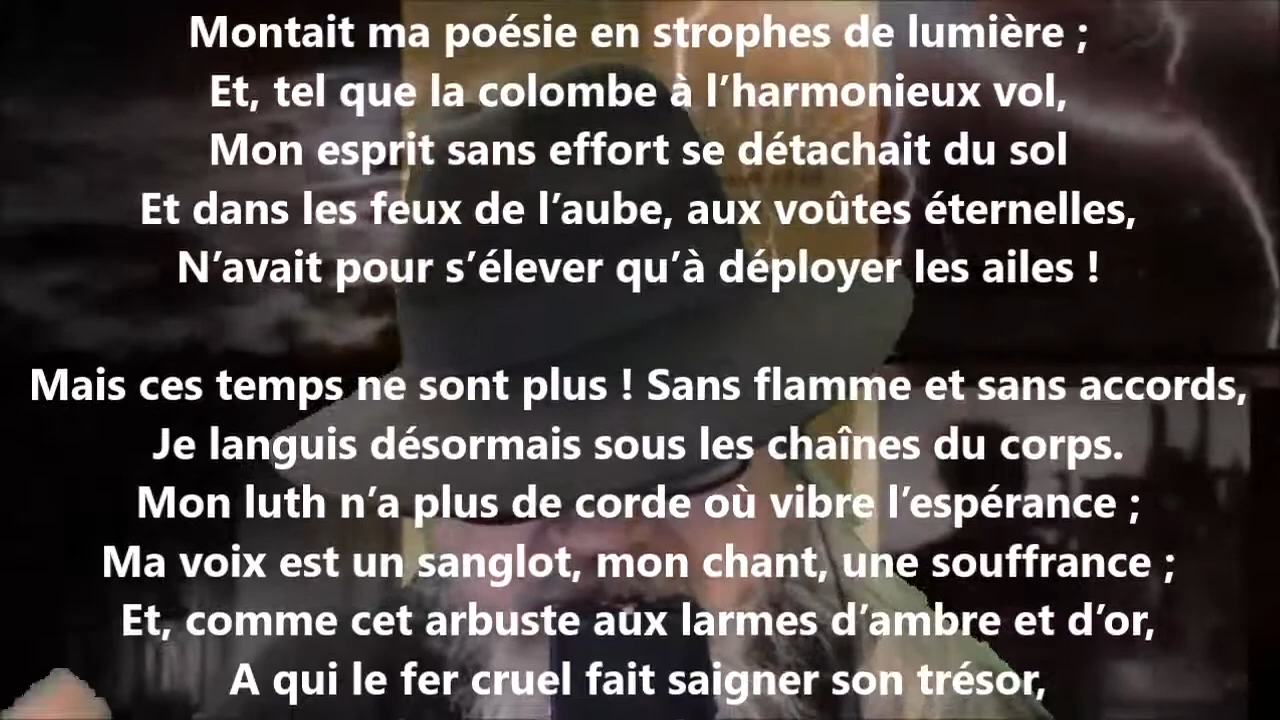 Montait ma poésie en strophes de lumière ;
Et, tel que la colombe à l’harmonieux vol,
Mon esprit sans effort se détachait du sol
Et dans les feux de l’aube, aux voûtes éternelles,
N’avait pour s’élever qu’à déployer les ailes !
Mais ces temps ne sont plus ! Sans flamme et sans accords,
Je languis désormais sous les chaînes du corps.
Mon luth n’a plus de corde où vibre l’espérance ;
Ma voix est un sanglot, mon chant, une souffrance ;
Et, comme cet arbuste aux larmes d’ambre et d’or,
A qui le fer cruel fait saigner son trésor,